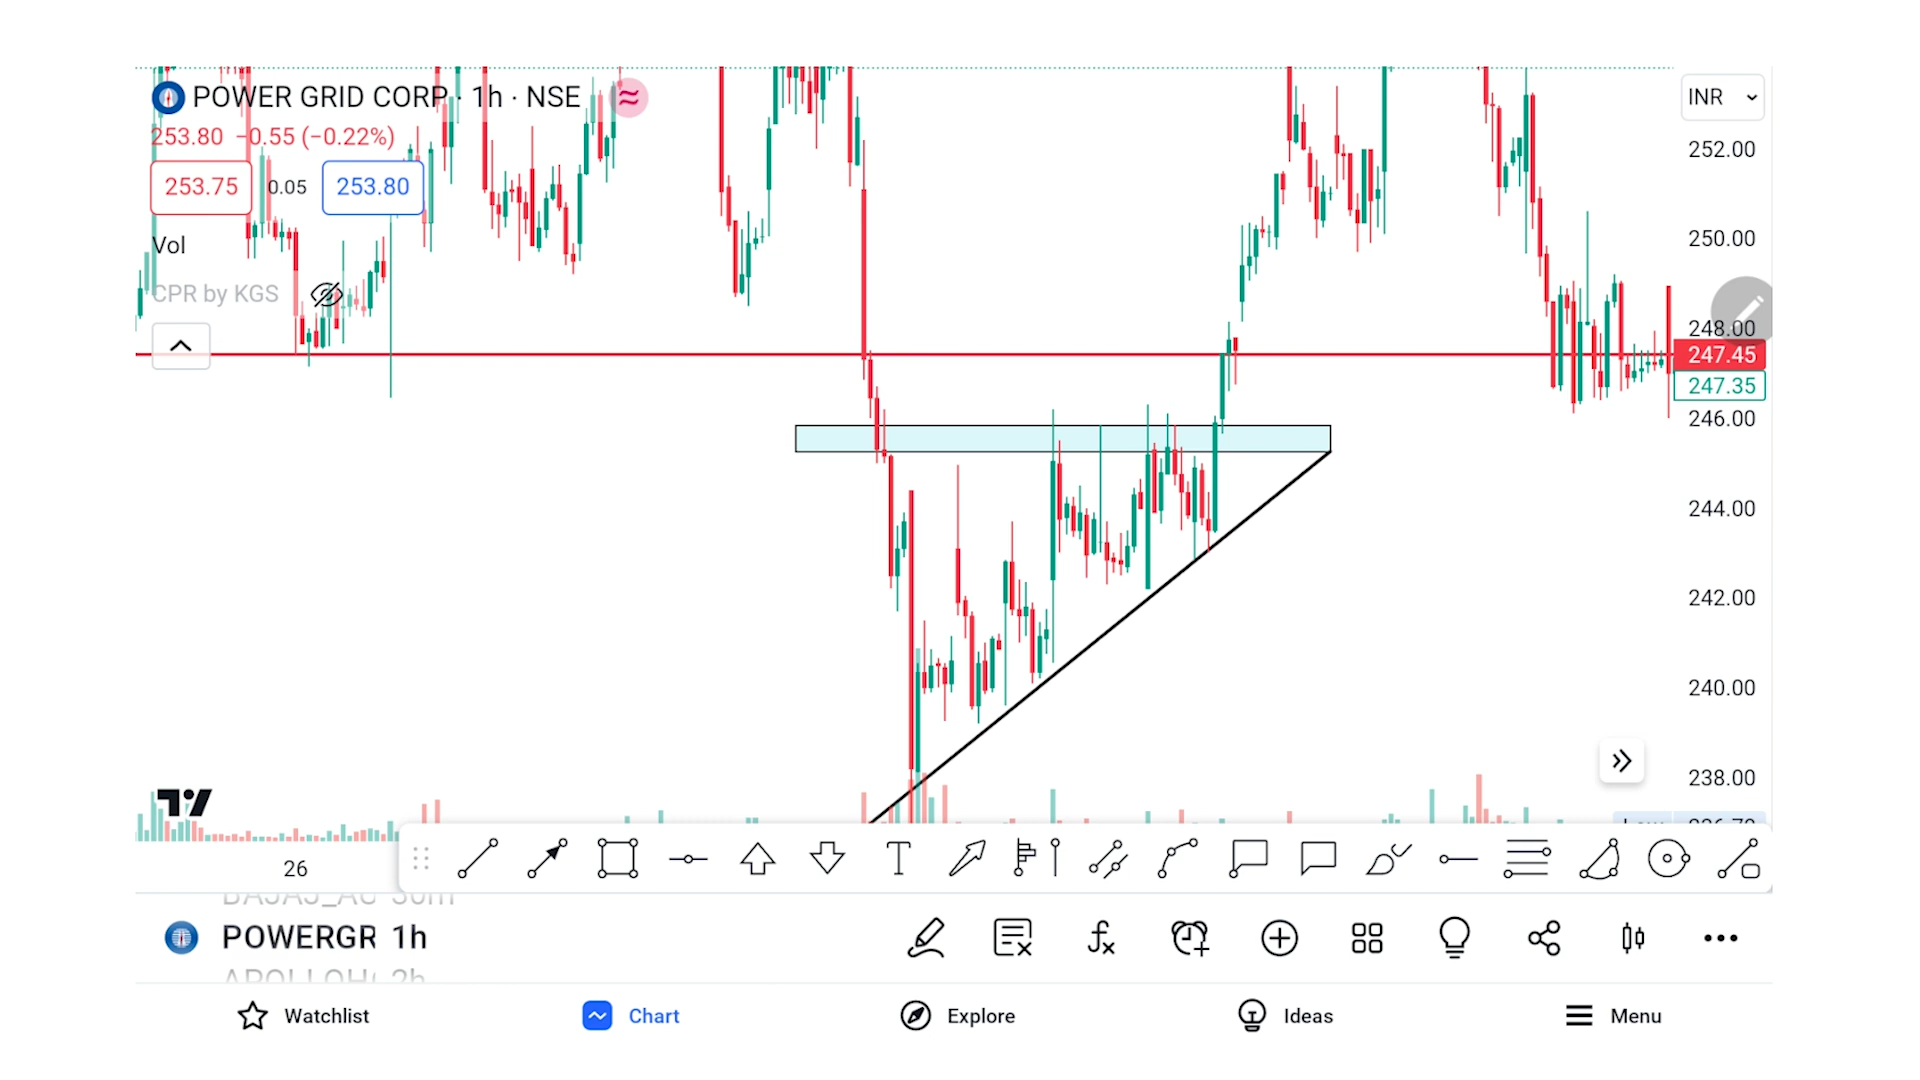 POWER GRID CORP · 1h · NSE
INR
253.80 −0.55 (−0.22%)
253.75 0.05 253.80
Vol
CPR by KGS
252.00
250.00
248.00
247.45
247.35
246.00
244.00
242.00
240.00
238.00
26
POWERGR 1h
Watchlist
Chart
Explore
Ideas
Menu